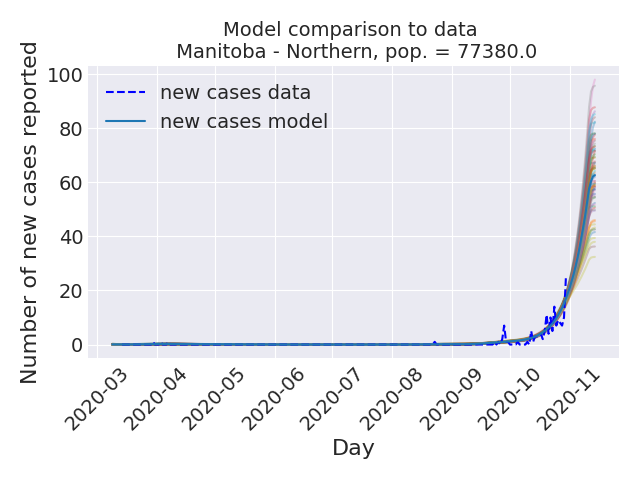 Model comparison to data
Manitoba - Northern, pop. = 77380.0
Number of new cases reported
100
80
60
40
20
0
new cases data
new cases model
2020-03
2020-04
2020-05
2020-06
2020-07
2020-08
2020-09
2020-10
2020-11
Day